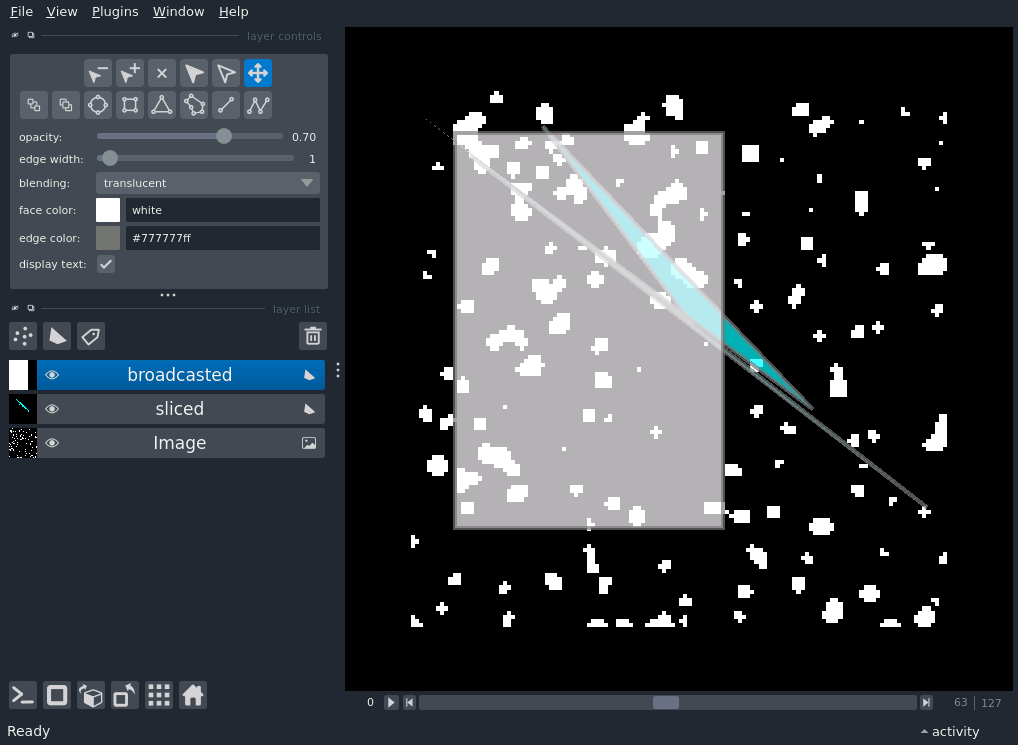 File View Plugins Window Help
layer controls
opacity: 0.70
edge width: 1
blending: translucent
face color: white
edge color: #777777ff
display text:
layer list
broadcasted
sliced
Image
0 63 127
Ready activity